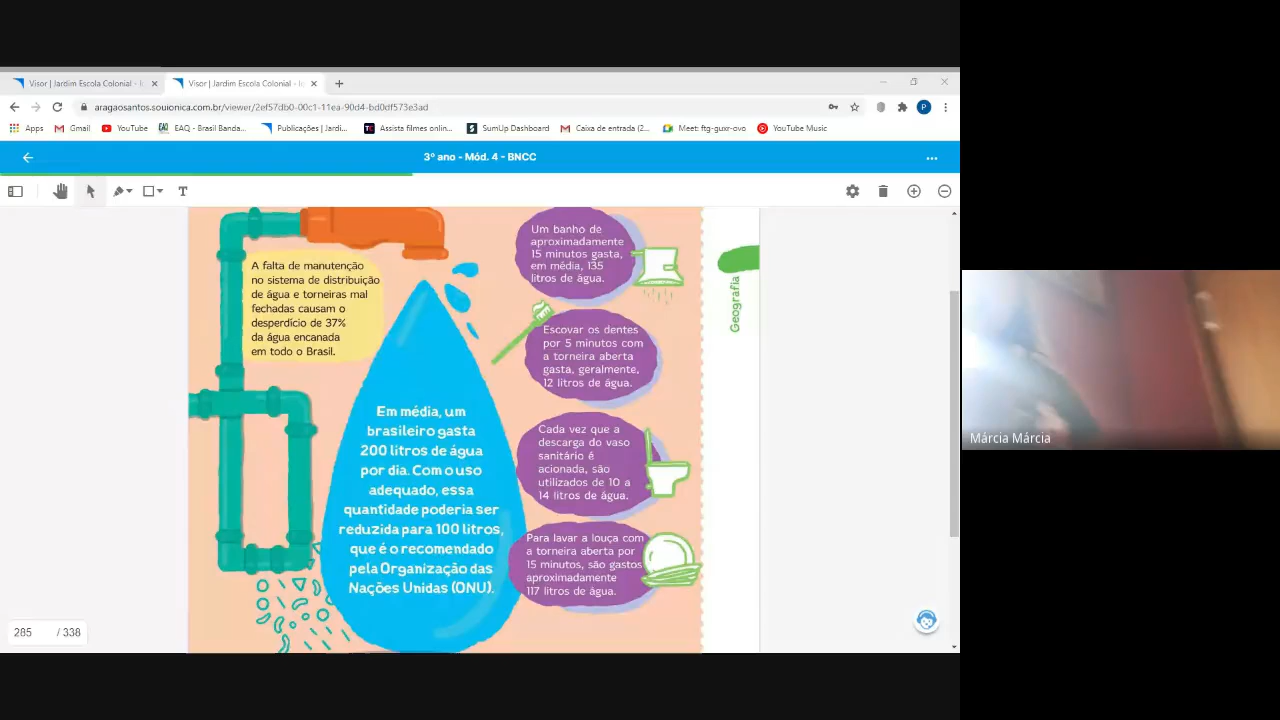 Visor | Jardim Escola Colonial - I
Visor | Jardim Escola Colonial - I
aragaosantos.souionica.com.br/viewer/2ef57db0-00c1-11ea-90d4-bd0df573e3ad
Apps
Gmail
YouTube
EAQ - Brasil Banda...
Publicações | Jardi...
Assista filmes onlin...
SumUp Dashboard
Caixa de entrada (2...
Meet: ftg-guxr-ovo
YouTube Music
3º ano - Mód. 4 - BNCC
A falta de manutenção
no sistema de distribuição
de água e torneiras mal
fechadas causam o
desperdício de 37%
da água encanada
em todo o Brasil.
Em média, um
brasileiro gasta
200 litros de água
por dia. Com o uso
adequado, essa
quantidade poderia ser
reduzida para 100 litros,
que é o recomendado
pela Organização das
Nações Unidas (ONU).
Um banho de
aproximadamente
15 minutos gasta,
em média, 135
litros de água.
Escovar os dentes
por 5 minutos com
a torneira aberta
gasta, geralmente,
12 litros de água.
Cada vez que a
descarga do vaso
sanitário é
acionada, são
utilizados de 10 a
14 litros de água.
Para lavar a louça com
a torneira aberta por
15 minutos, são gastos
aproximadamente
117 litros de água.
Geografia
285 / 338
Márcia Márcia